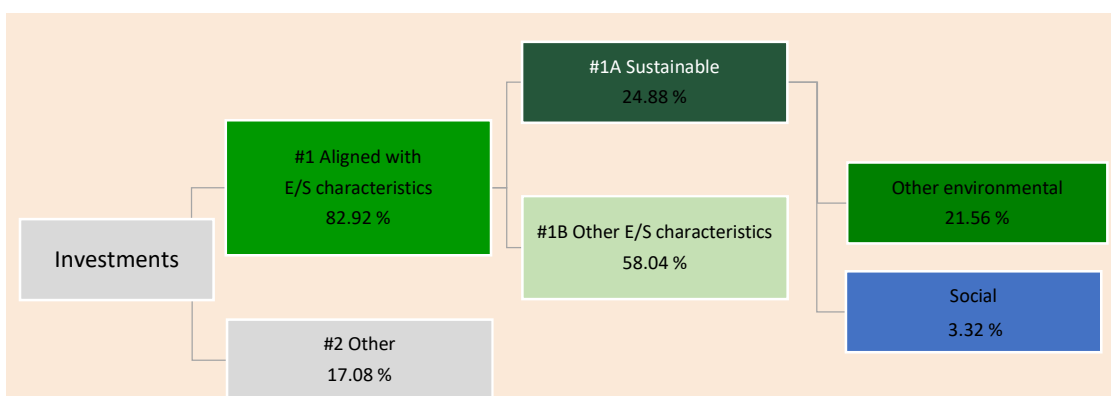 Investments
#1 Aligned with
E/S characteristics
82.92 %
#2 Other
17.08 %
#1A Sustainable
24.88 %
#1B Other E/S characteristics
58.04 %
Other environmental
21.56 %
Social
3.32 %